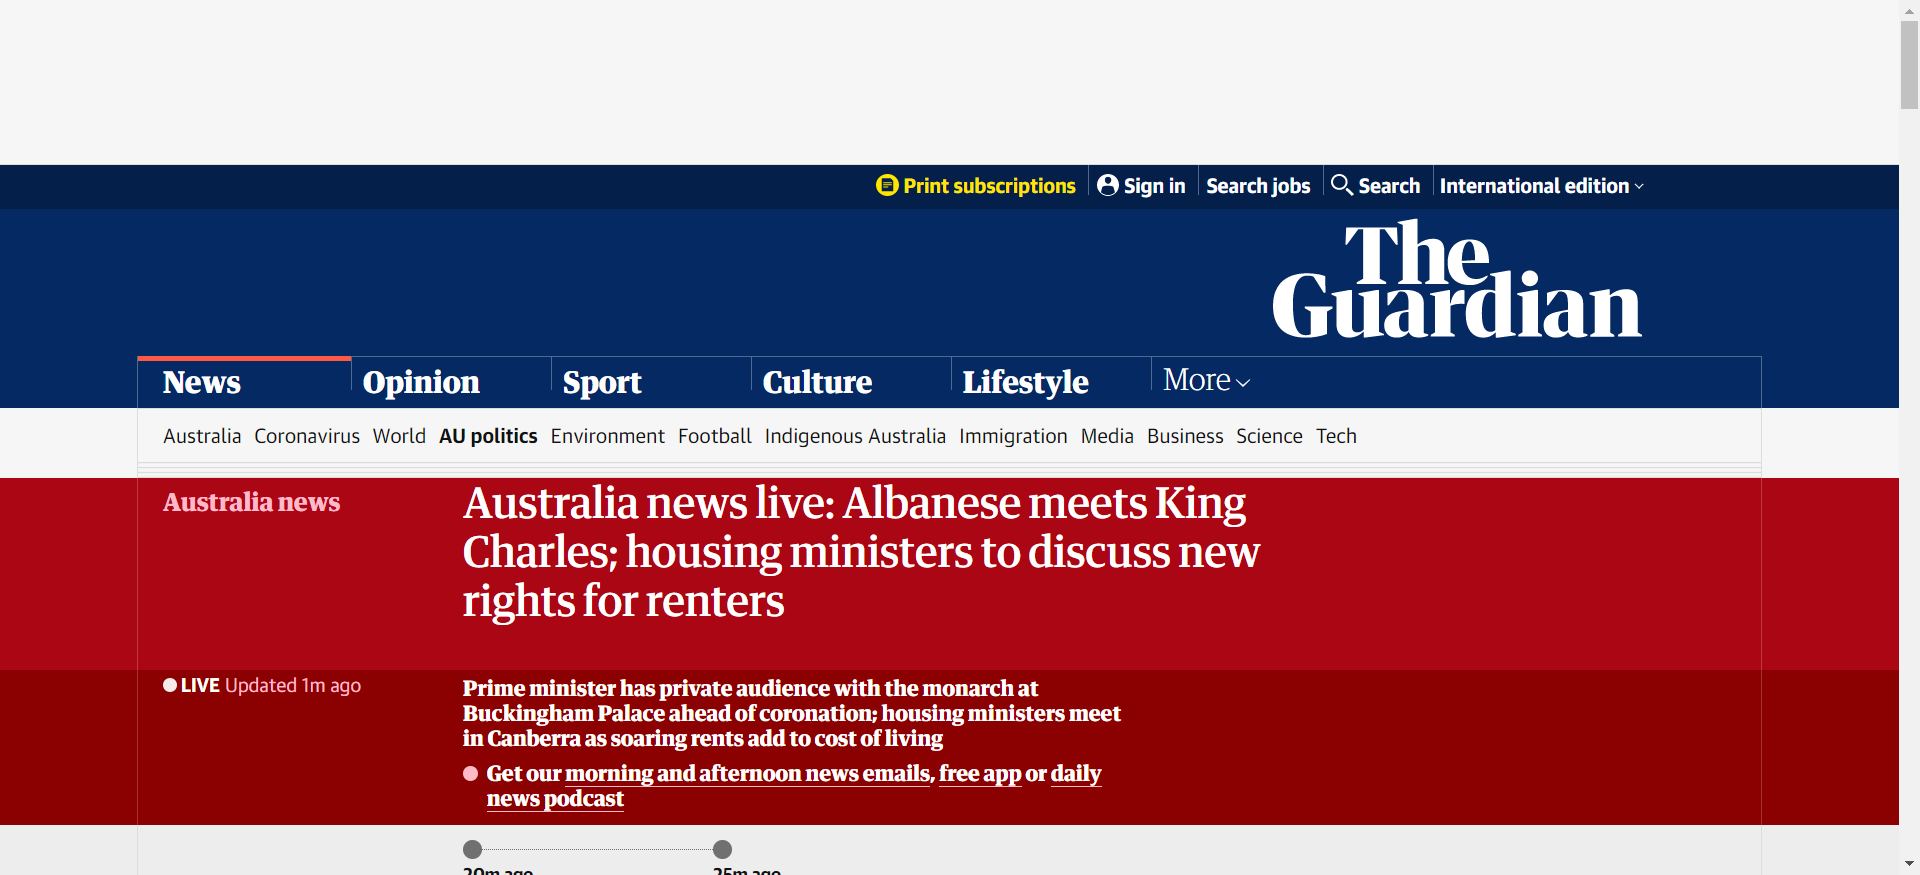 Print subscriptions Sign in Search jobs Search International edition
The
Guardian
News Opinion Sport Culture Lifestyle More
Australia Coronavirus World AU politics Environment Football Indigenous Australia Immigration Media Business Science Tech
Australia news
Australia news live: Albanese meets King
Charles; housing ministers to discuss new
rights for renters
LIVE Updated 1m ago
Prime minister has private audience with the monarch at
Buckingham Palace ahead of coronation; housing ministers meet
in Canberra as soaring rents add to cost of living
Get our morning and afternoon news emails, free app or daily
news podcast
20m ago 25m ago